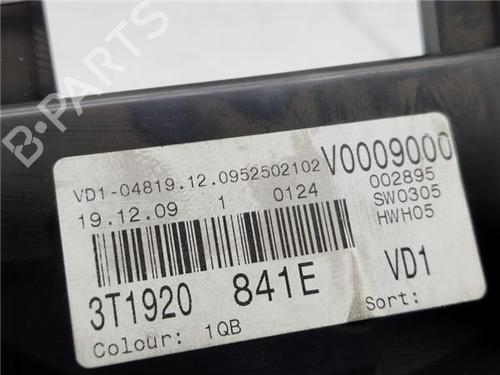 B-PARTS
VD1-04819.12.0952502102 V0009000
19.12.09 1 0124 002895
SW0305
HWH05
3T1920 841E VD1
Colour: 1QB Sort: